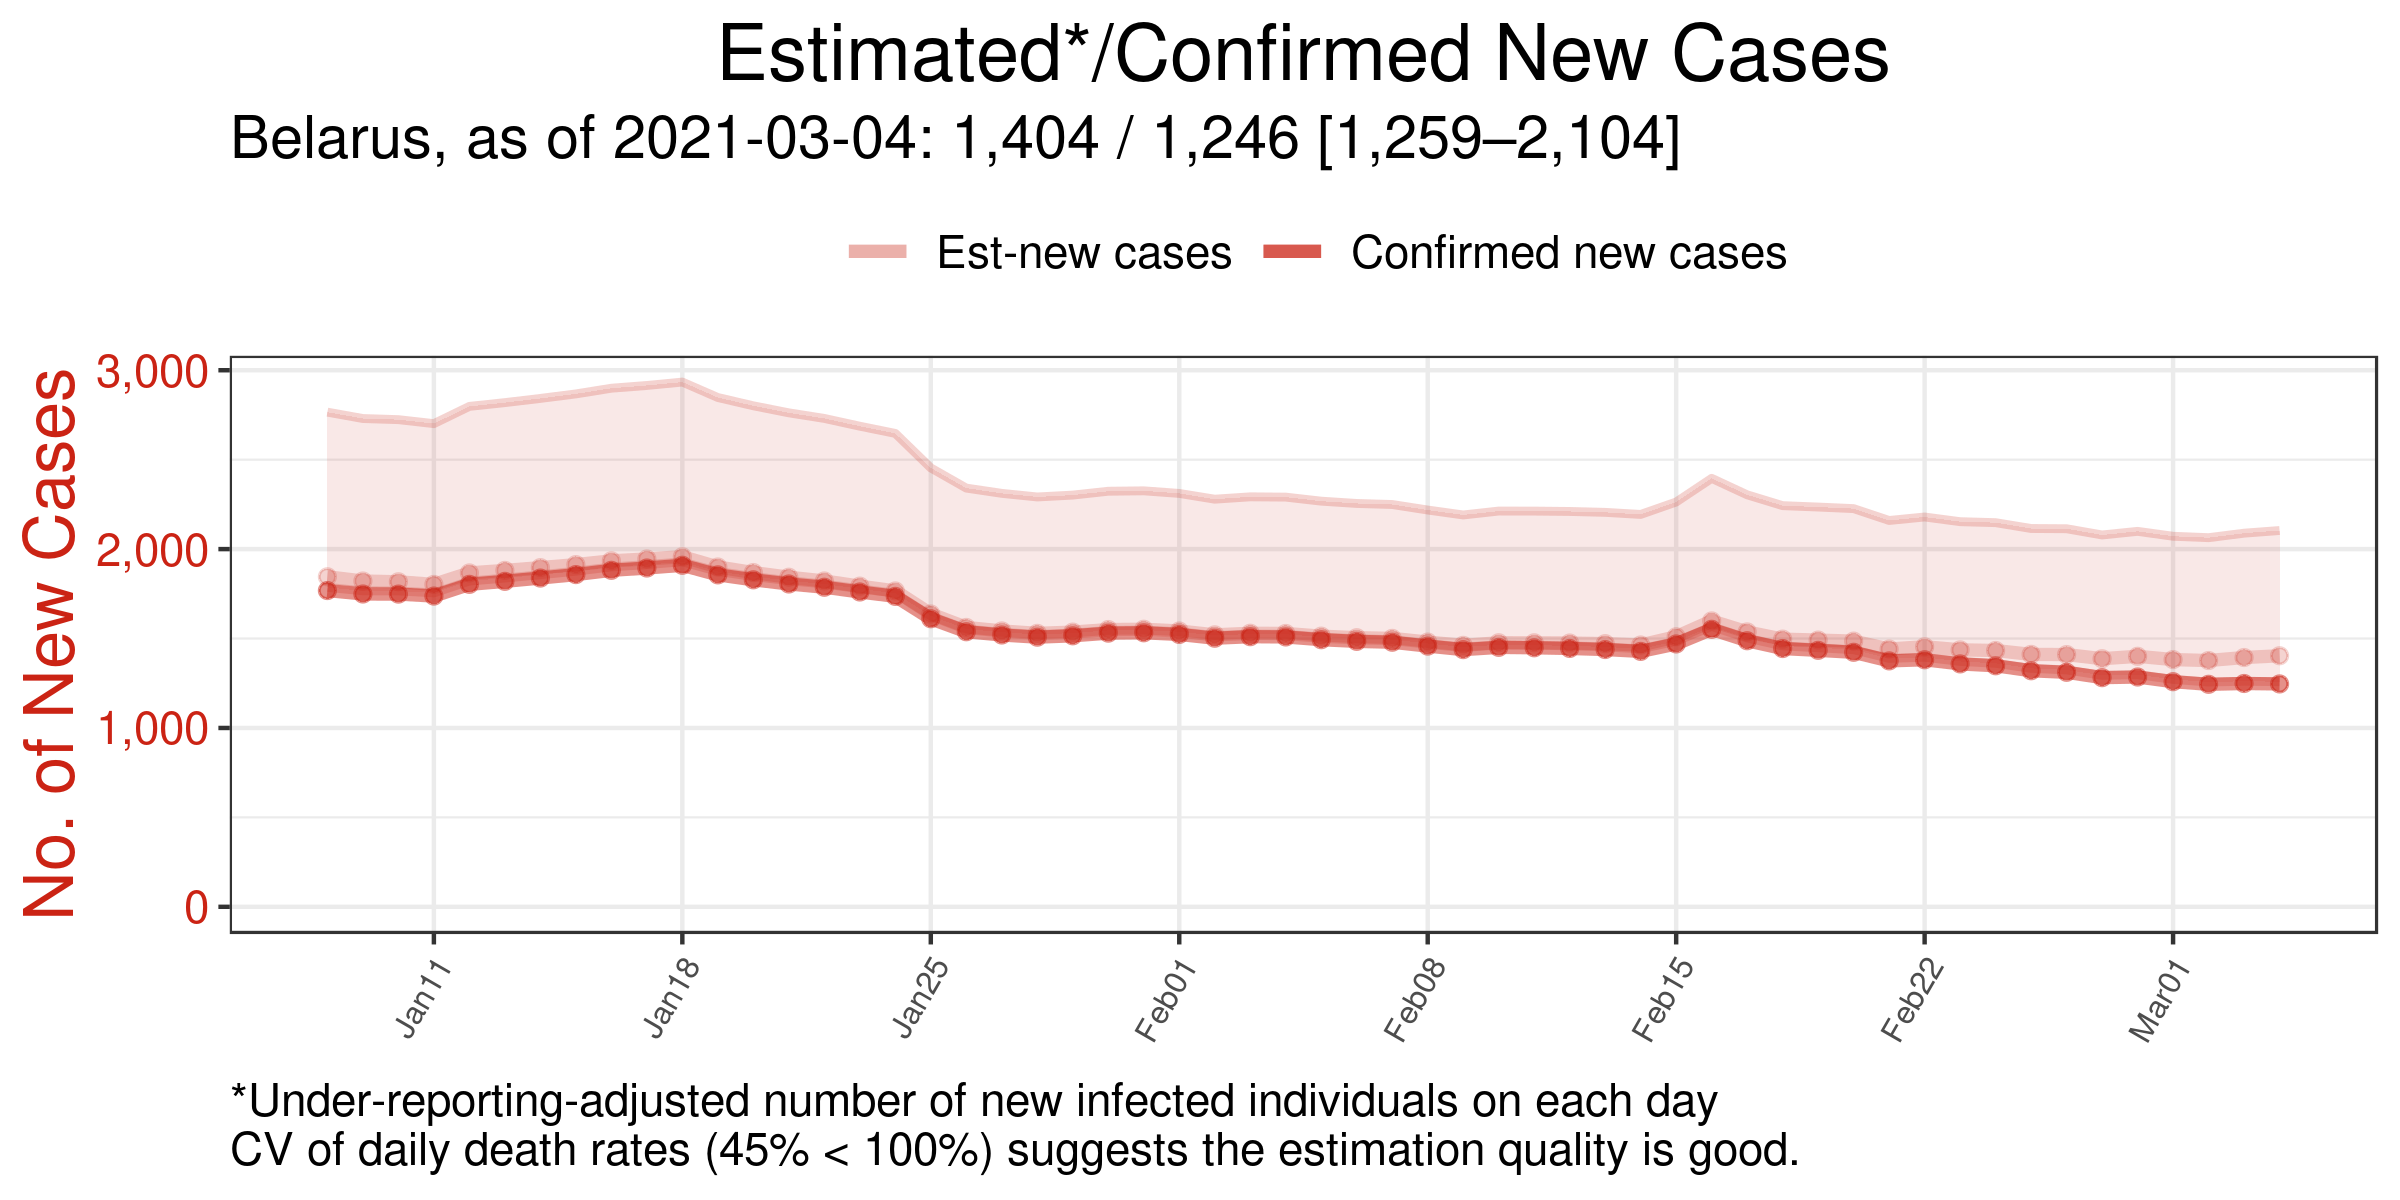 Estimated*/Confirmed New Cases
Belarus, as of 2021-03-04: 1,404 / 1,246 [1,259–2,104]
Est-new cases
Confirmed new cases
No. of New Cases
3,000
2,000
1,000
0
Jan11
Jan18
Jan25
Feb01
Feb08
Feb15
Feb22
Mar01
*Under-reporting-adjusted number of new infected individuals on each day
CV of daily death rates (45% < 100%) suggests the estimation quality is good.